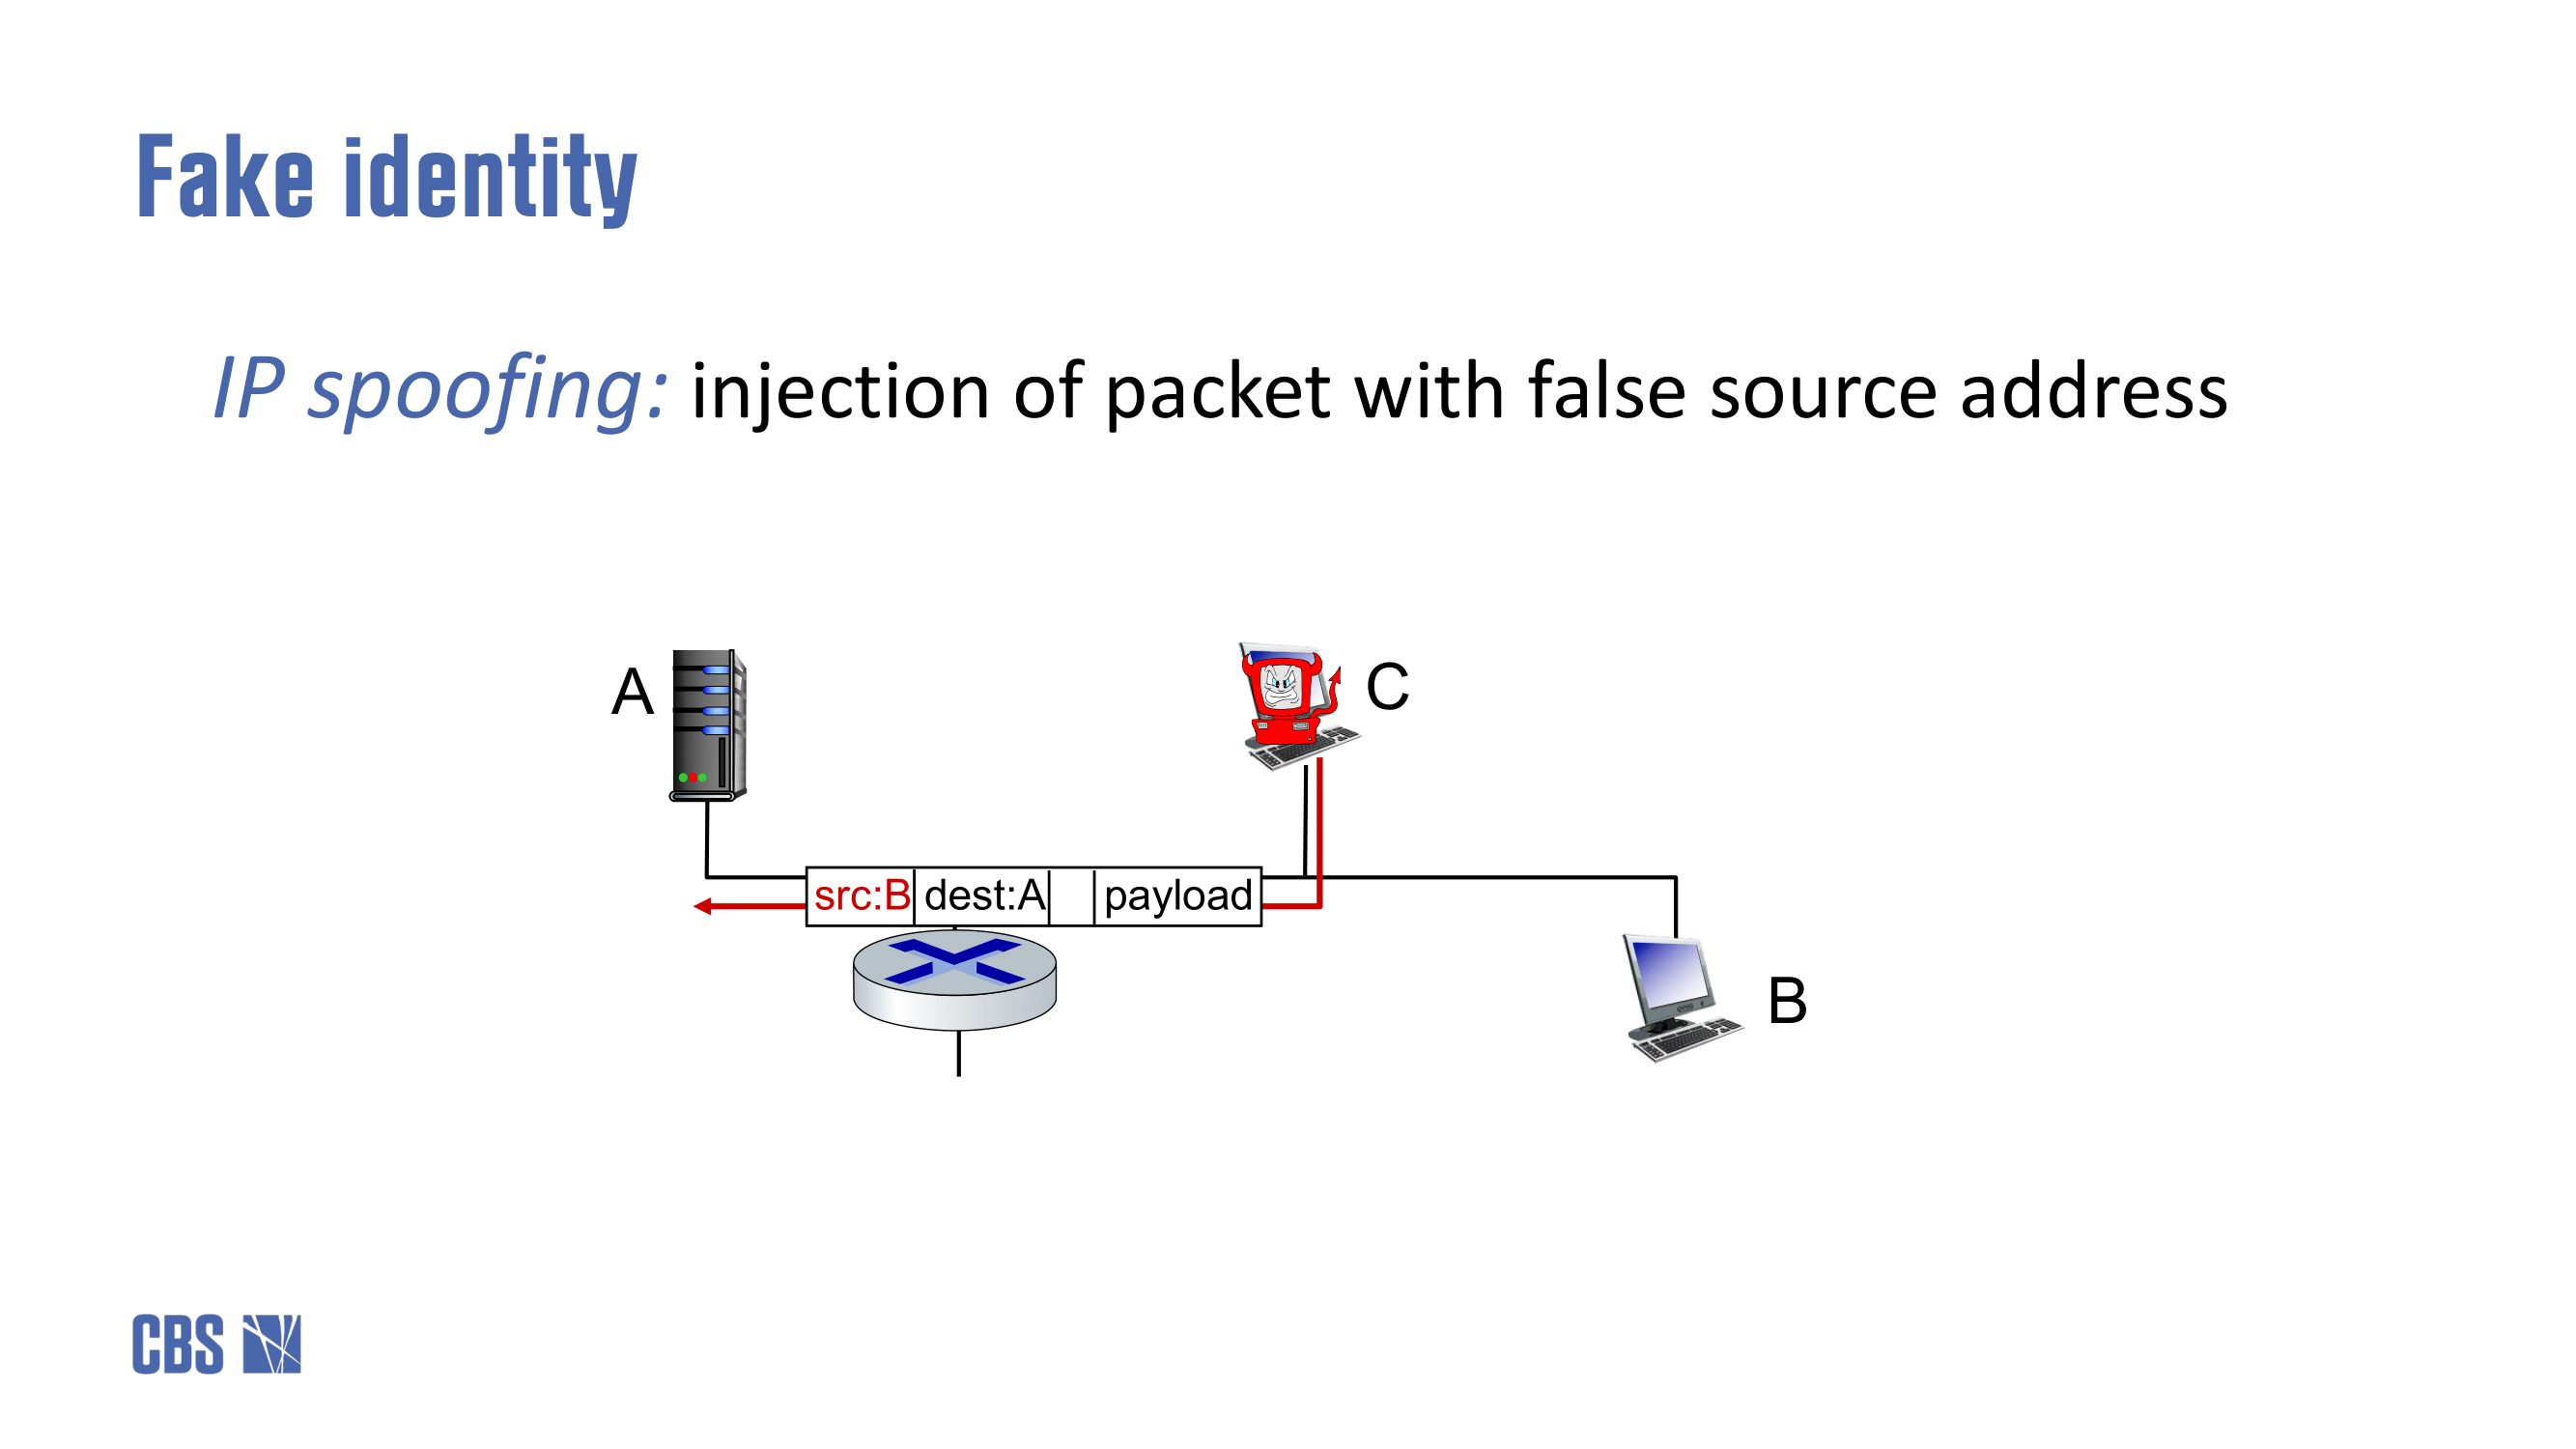 Fake identity
IP spoofing: injection of packet with false source address
A
C
src:B dest:A payload
B
CBS